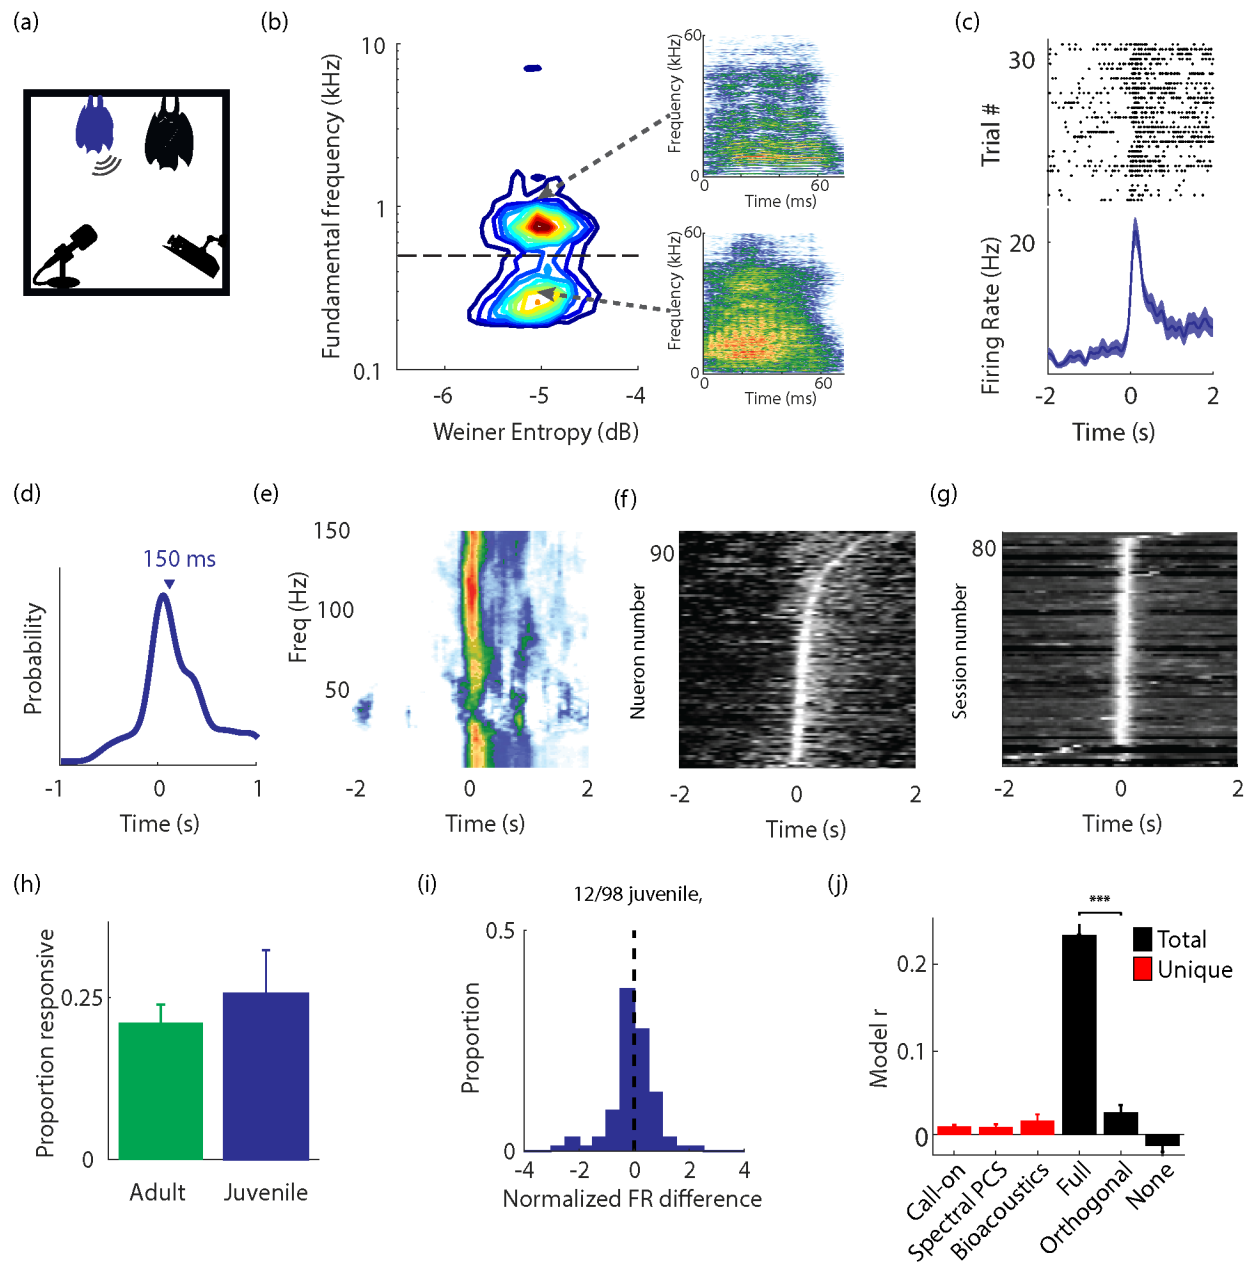 (a)
(b)
Fundamental frequency (kHz)
10
1
0.1
-6
-5
-4
Weiner Entropy (dB)
Frequency (kHz)
60
0
0
60
Time (ms)
Frequency (kHz)
60
0
0
60
Time (ms)
(c)
Trial #
30
Firing Rate (Hz)
20
-2
0
2
Time (s)
(d)
Probability
150 ms
-1
0
1
Time (s)
(e)
Freq (Hz)
150
100
50
-2
0
2
Time (s)
(f)
Nueron number
90
-2
0
2
Time (s)
(g)
Session number
80
-2
0
2
Time (s)
(h)
Proportion responsive
0.25
0
Adult
Juvenile
(i)
12/98 juvenile,
Proportion
0.5
0
-4
-2
0
2
4
Normalized FR difference
(j)
Model r
0.2
0.1
0
***
Total
Unique
Call-on
Spectral PCS
Bioacoustics
Full
Orthogonal
None